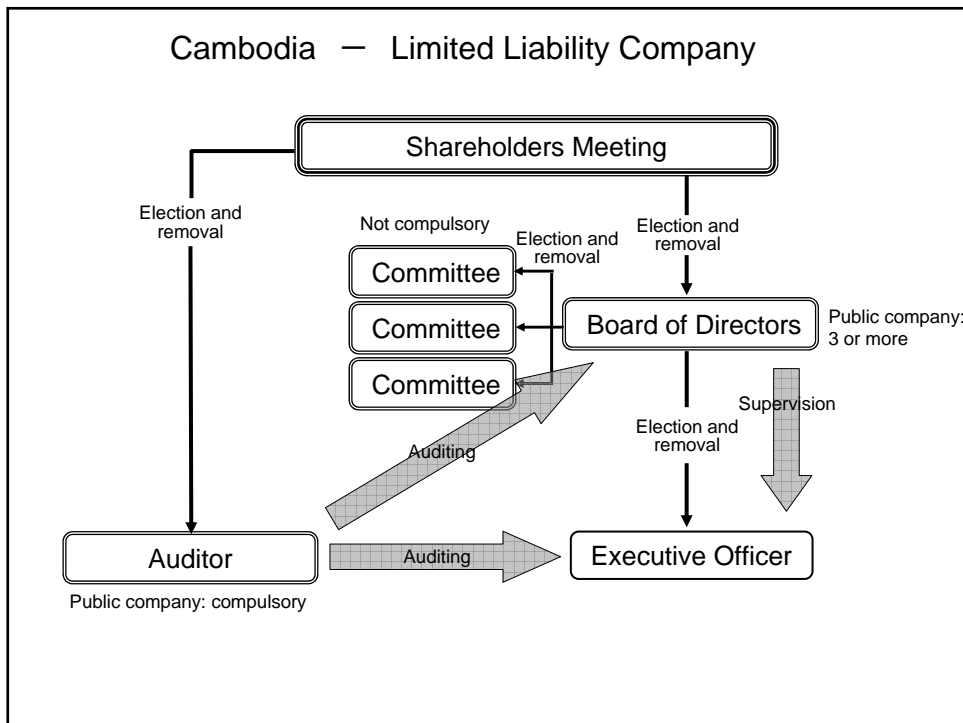 Cambodia － Limited Liability Company
Shareholders Meeting
Election and
removal
Election and
removal
Not compulsory
Election and
removal
Committee
Committee
Committee
Board of Directors
Public company:
3 or more
Supervision
Election and
removal
Auditing
Auditor
Auditing
Executive Officer
Public company: compulsory